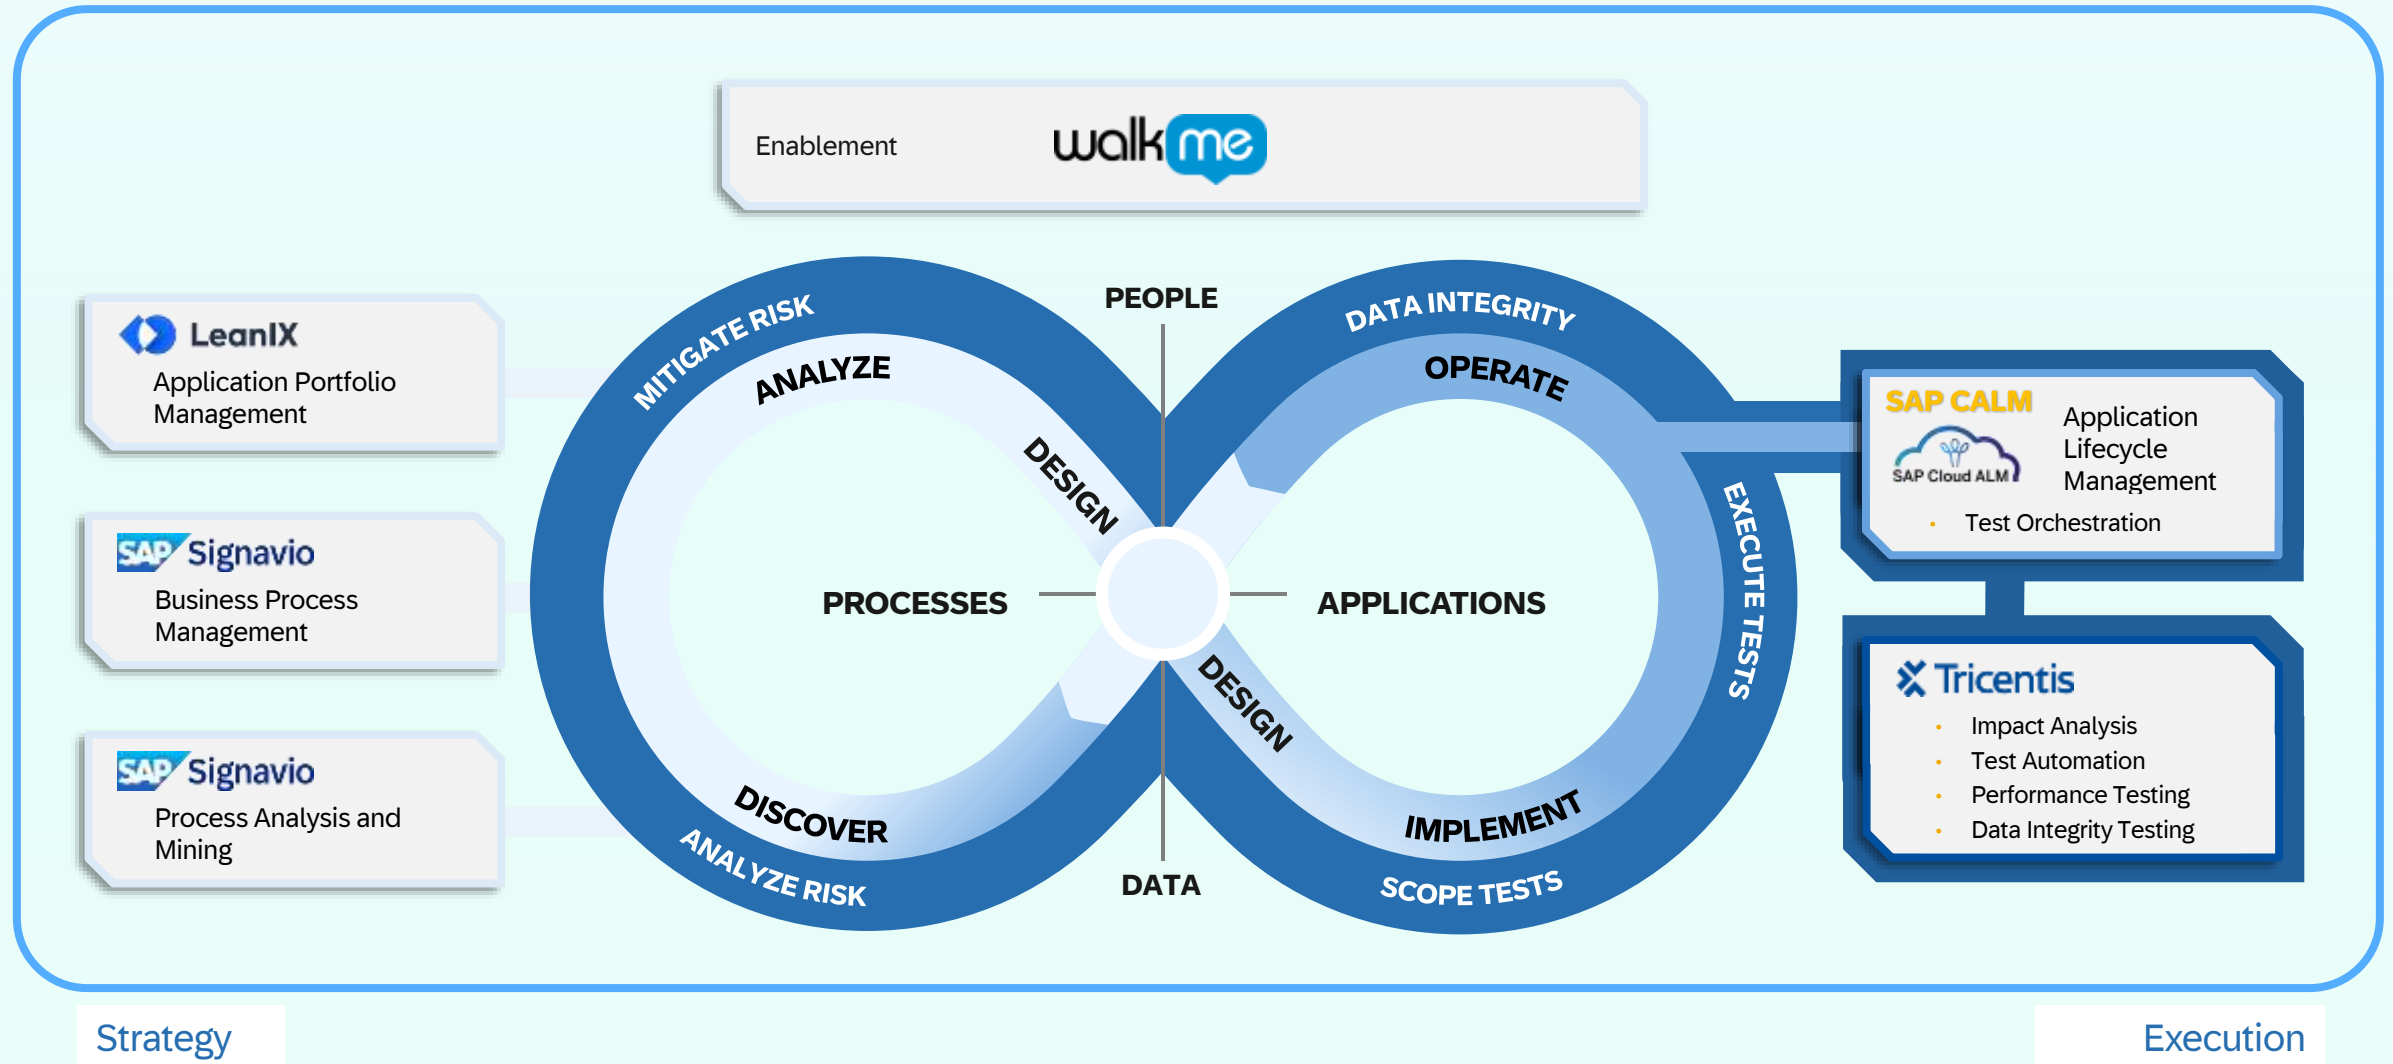 Enablement
walkme
LeanIX
Application Portfolio
Management
SAP Signavio
Business Process
Management
SAP Signavio
Process Analysis and
Mining
MITIGATE RISK
ANALYZE
DESIGN
PROCESSES
DISCOVER
ANALYZE RISK
PEOPLE
DATA
DATA INTEGRITY
OPERATE
APPLICATIONS
EXECUTE TESTS
DESIGN
IMPLEMENT
SCOPE TESTS
SAP CALM
SAP Cloud ALM
Application
Lifecycle
Management
• Test Orchestration
Tricentis
• Impact Analysis
• Test Automation
• Performance Testing
• Data Integrity Testing
Strategy
Execution